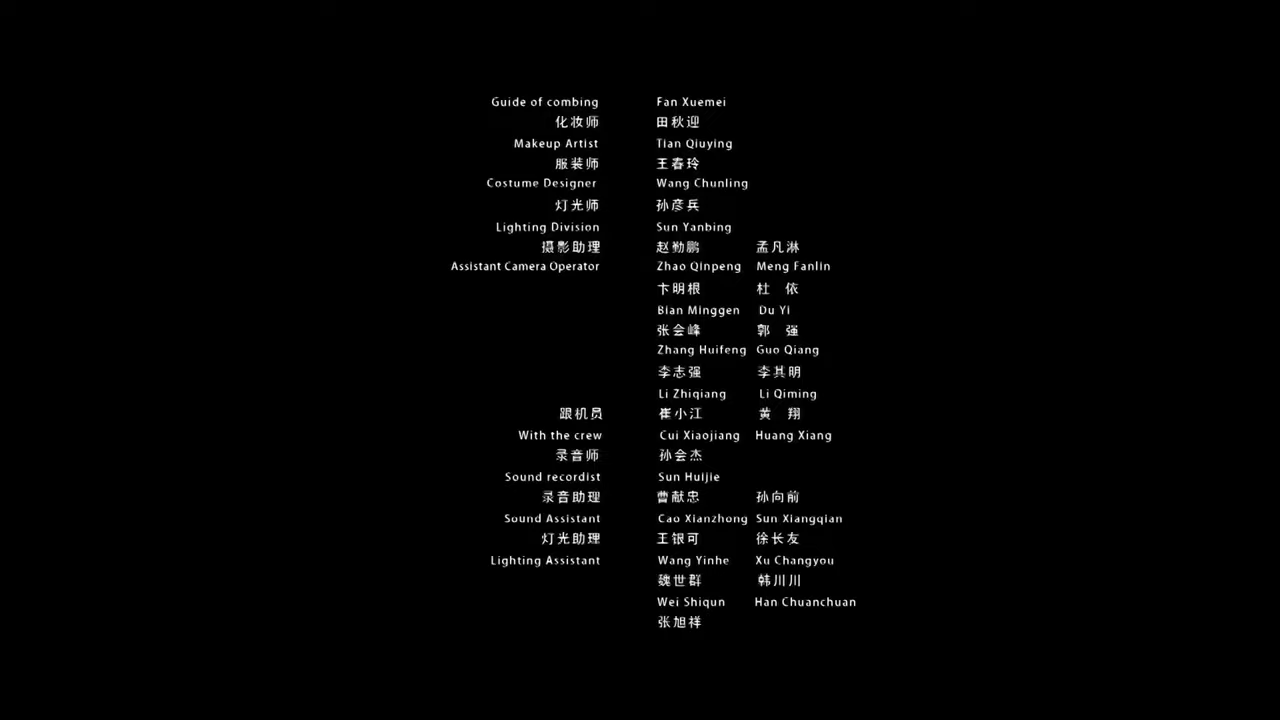 Guide of combing Fan Xuemei
化妆师 田秋迎
Makeup Artist Tian Qiuying
服装师 王春玲
Costume Designer Wang Chunling
灯光师 孙彦兵
Lighting Division Sun Yanbing
摄影助理 赵勤鹏 孟凡淋
Assistant Camera Operator Zhao Qinpeng Meng Fanlin
卞明根 杜 依
Bian Minggen Du Yi
张会峰 郭 强
Zhang Huifeng Guo Qiang
李志强 李其明
Li Zhiqiang Li Qiming
跟机员 崔小江 黄 翔
With the crew Cui Xiaojiang Huang Xiang
录音师 孙会杰
Sound recordist Sun Huijie
录音助理 曹献忠 孙向前
Sound Assistant Cao Xianzhong Sun Xiangqian
灯光助理 王银可 徐长友
Lighting Assistant Wang Yinhe Xu Changyou
魏世群 韩川川
Wei Shiqun Han Chuanchuan
张旭祥